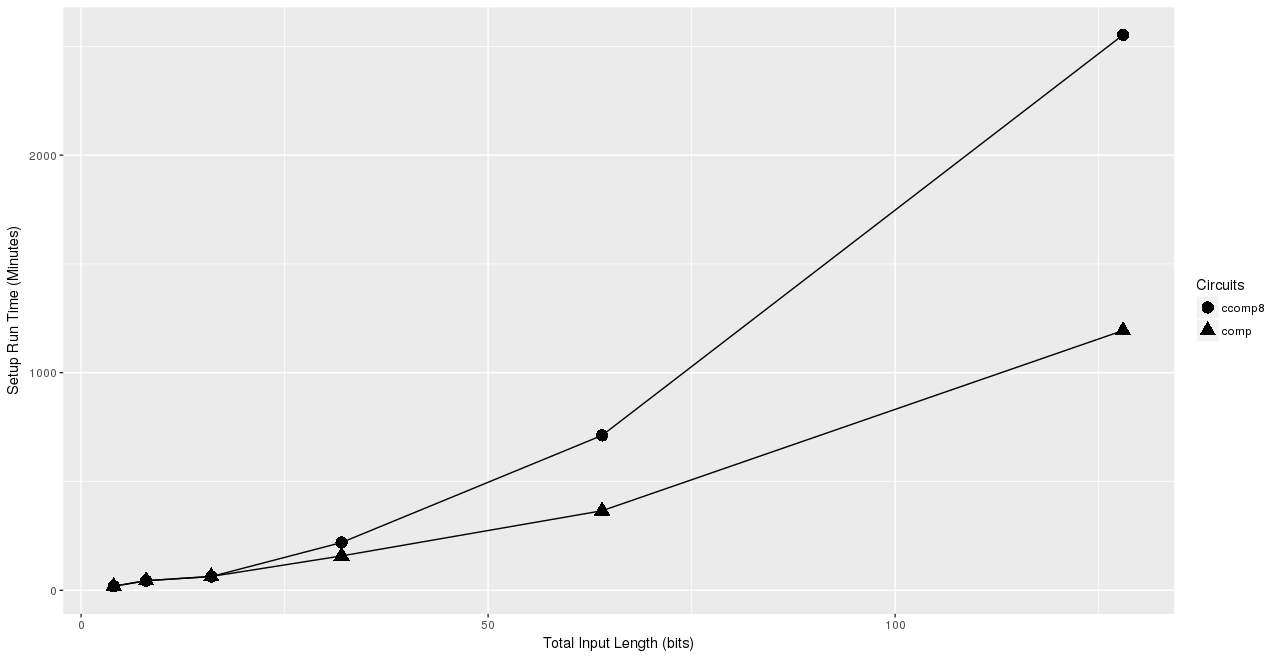 Setup Run Time (Minutes)
2000
1000
0
0
50
100
Total Input Length (bits)
Circuits
ccomp8
comp